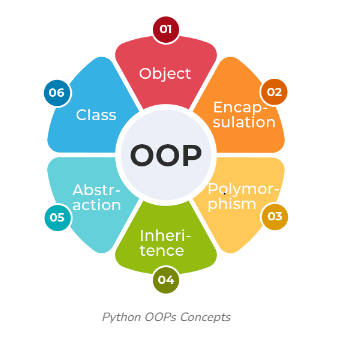 01
Object
02
Encap-
sulation
03
Polymor-
phism
04
Inheri-
tence
05
Abstr-
action
06
Class
OOP
Python OOPs Concepts